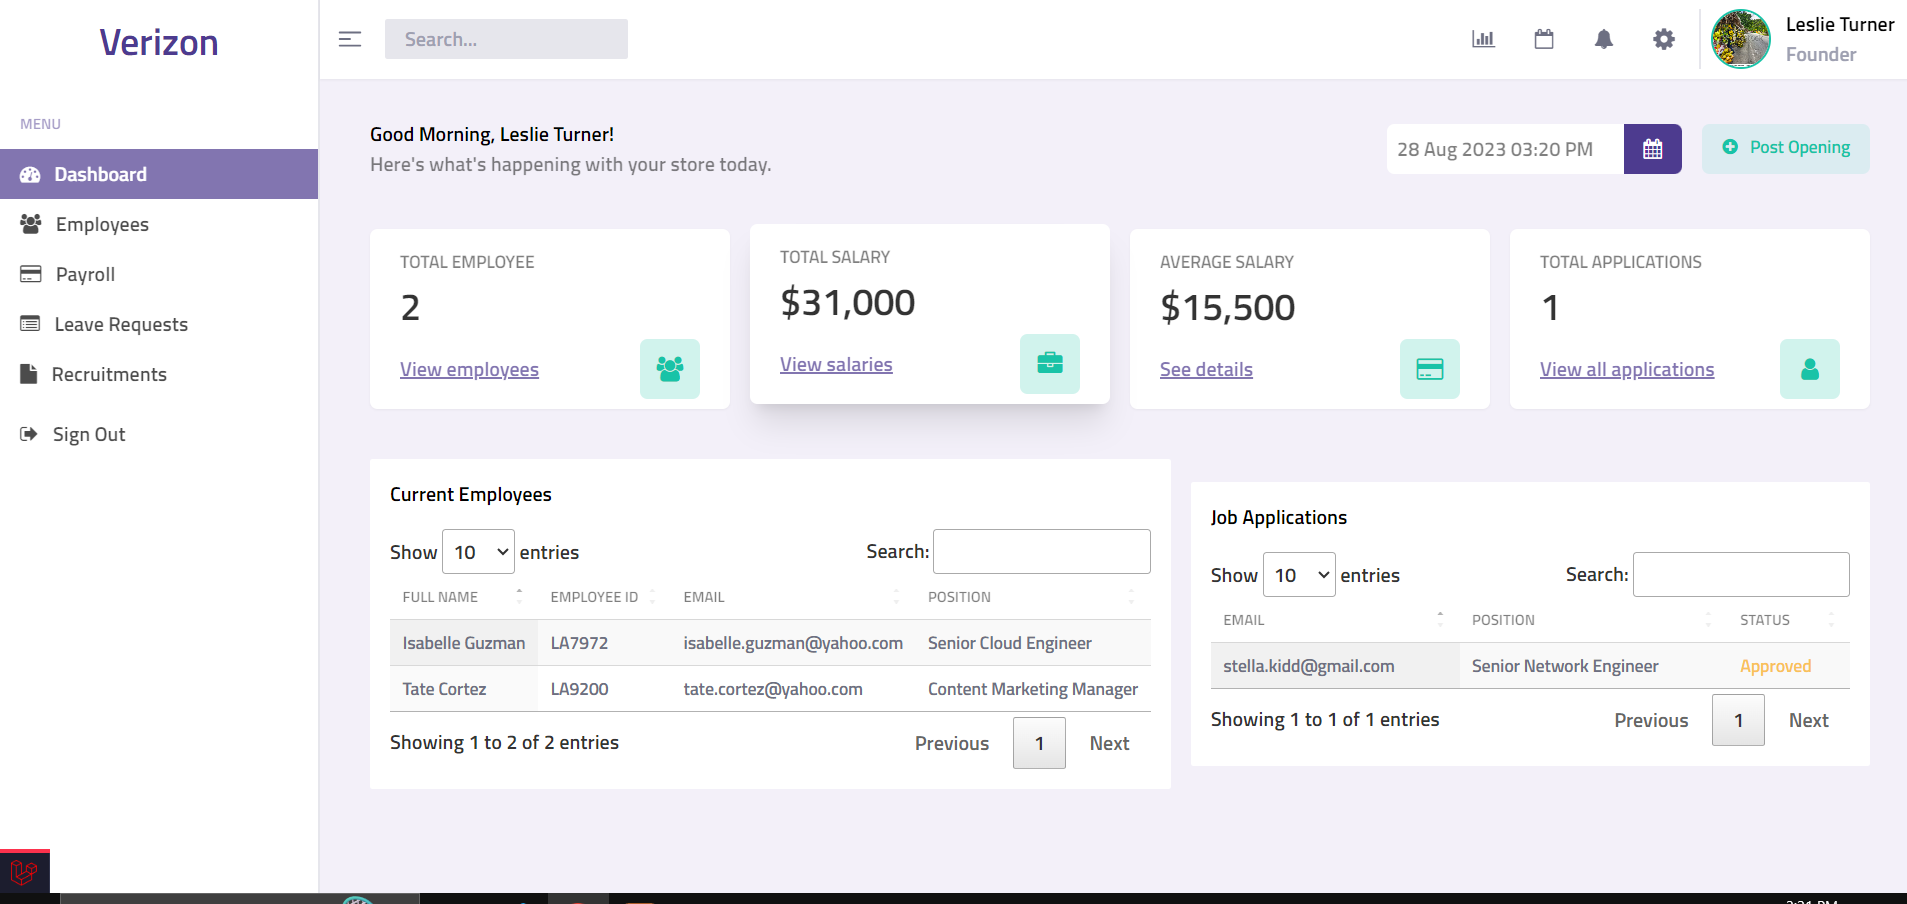 Verizon
Search...
Leslie Turner
Founder
MENU
Dashboard
Employees
Payroll
Leave Requests
Recruitments
Sign Out
Good Morning, Leslie Turner!
Here's what's happening with your store today.
28 Aug 2023 03:20 PM
Post Opening
TOTAL EMPLOYEE
2
View employees
TOTAL SALARY
$31,000
View salaries
AVERAGE SALARY
$15,500
See details
TOTAL APPLICATIONS
1
View all applications
Current Employees
Show 10 entries Search:
FULL NAME EMPLOYEE ID EMAIL POSITION
Isabelle Guzman LA7972 isabelle.guzman@yahoo.com Senior Cloud Engineer
Tate Cortez LA9200 tate.cortez@yahoo.com Content Marketing Manager
Showing 1 to 2 of 2 entries Previous 1 Next
Job Applications
Show 10 entries Search:
EMAIL POSITION STATUS
stella.kidd@gmail.com Senior Network Engineer Approved
Showing 1 to 1 of 1 entries Previous 1 Next